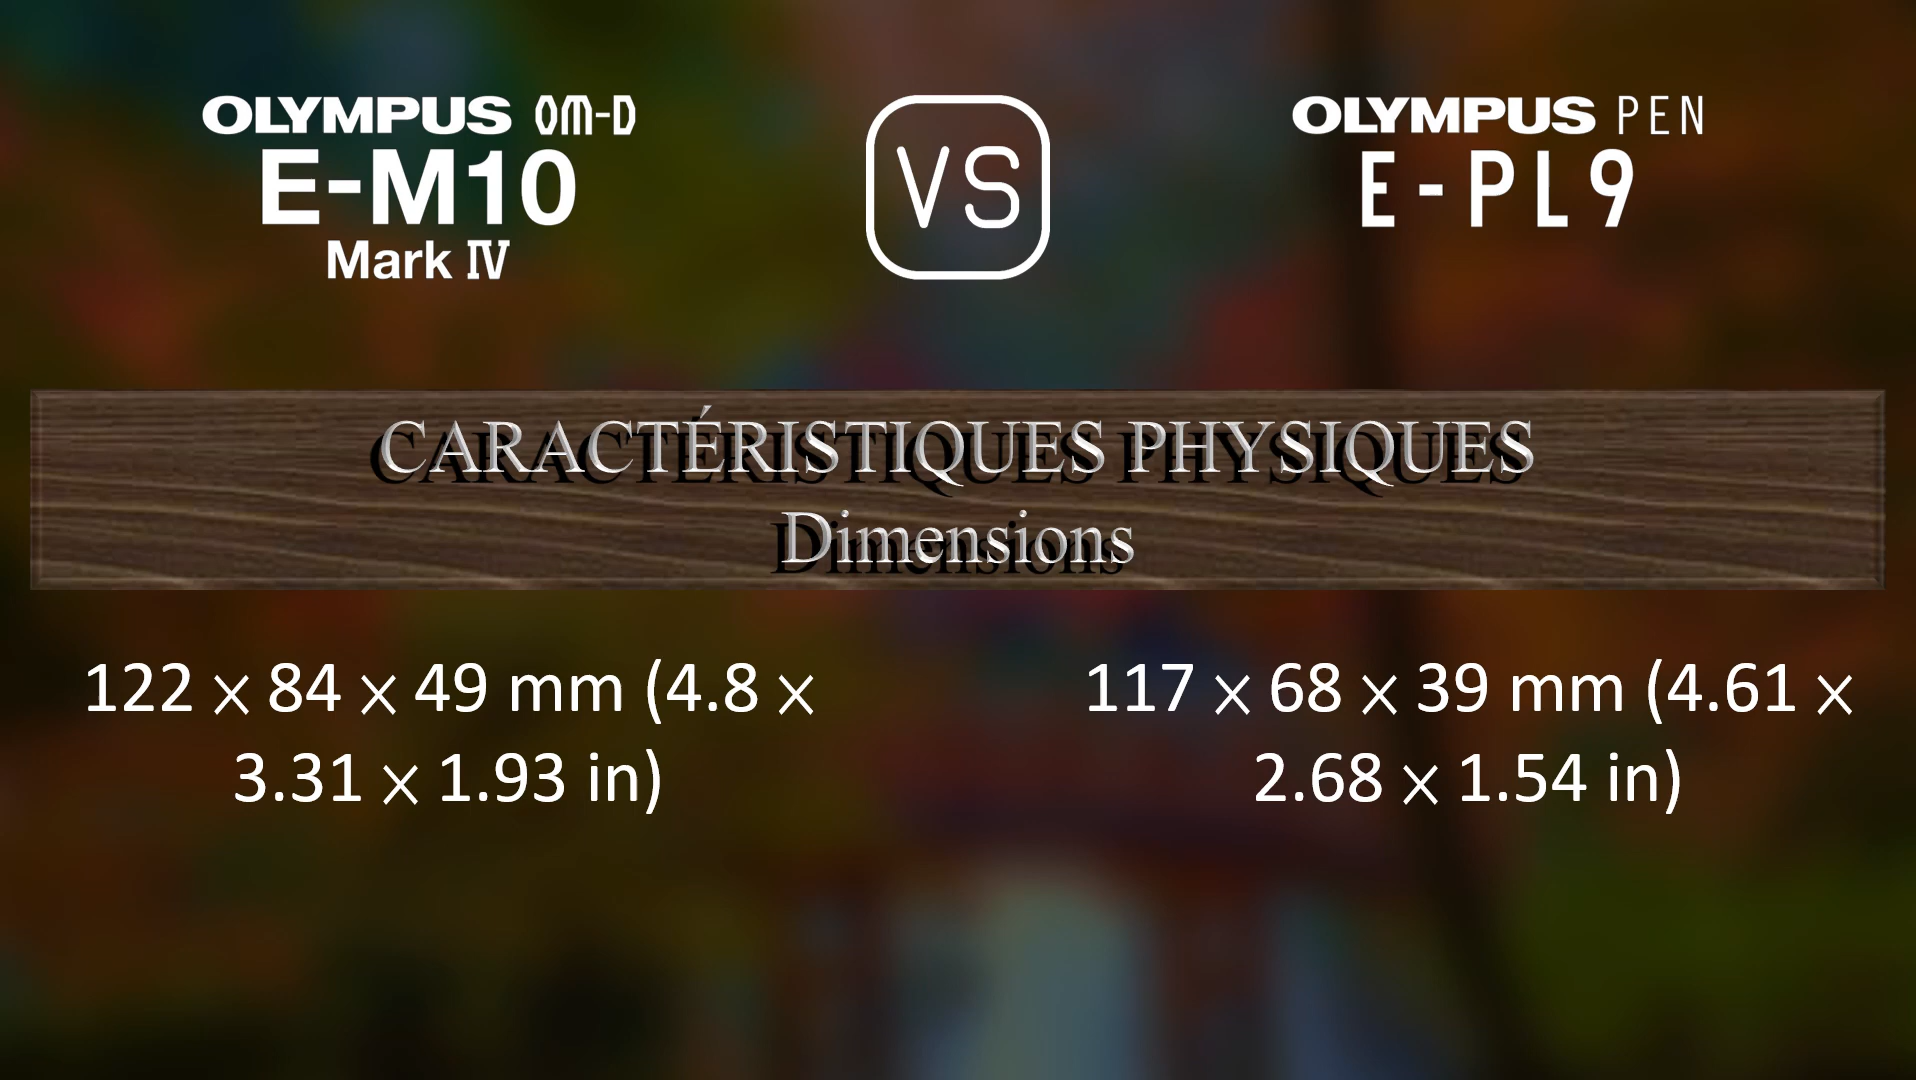 OLYMPUS OM-D
E-M10
Mark IV
VS
OLYMPUS PEN
E-PL9
CARACTÉRISTIQUES PHYSIQUES
Dimensions
122 x 84 x 49 mm (4.8 x
3.31 x 1.93 in)
117 x 68 x 39 mm (4.61 x
2.68 x 1.54 in)